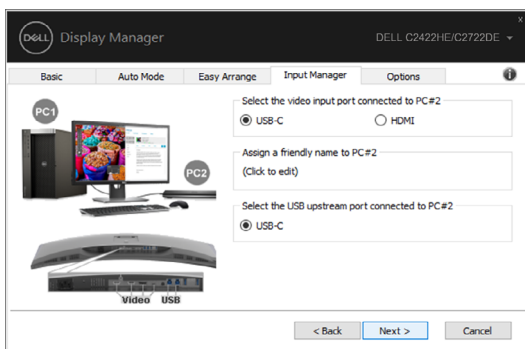 DELL Display Manager
DELL C2422HE/C2722DE
x
Basic Auto Mode Easy Arrange Input Manager Options
Select the video input port connected to PC#2
USB-C HDMI
Assign a friendly name to PC#2
(Click to edit)
Select the USB upstream port connected to PC#2
USB-C
PC1
PC2
Video USB
< Back Next > Cancel